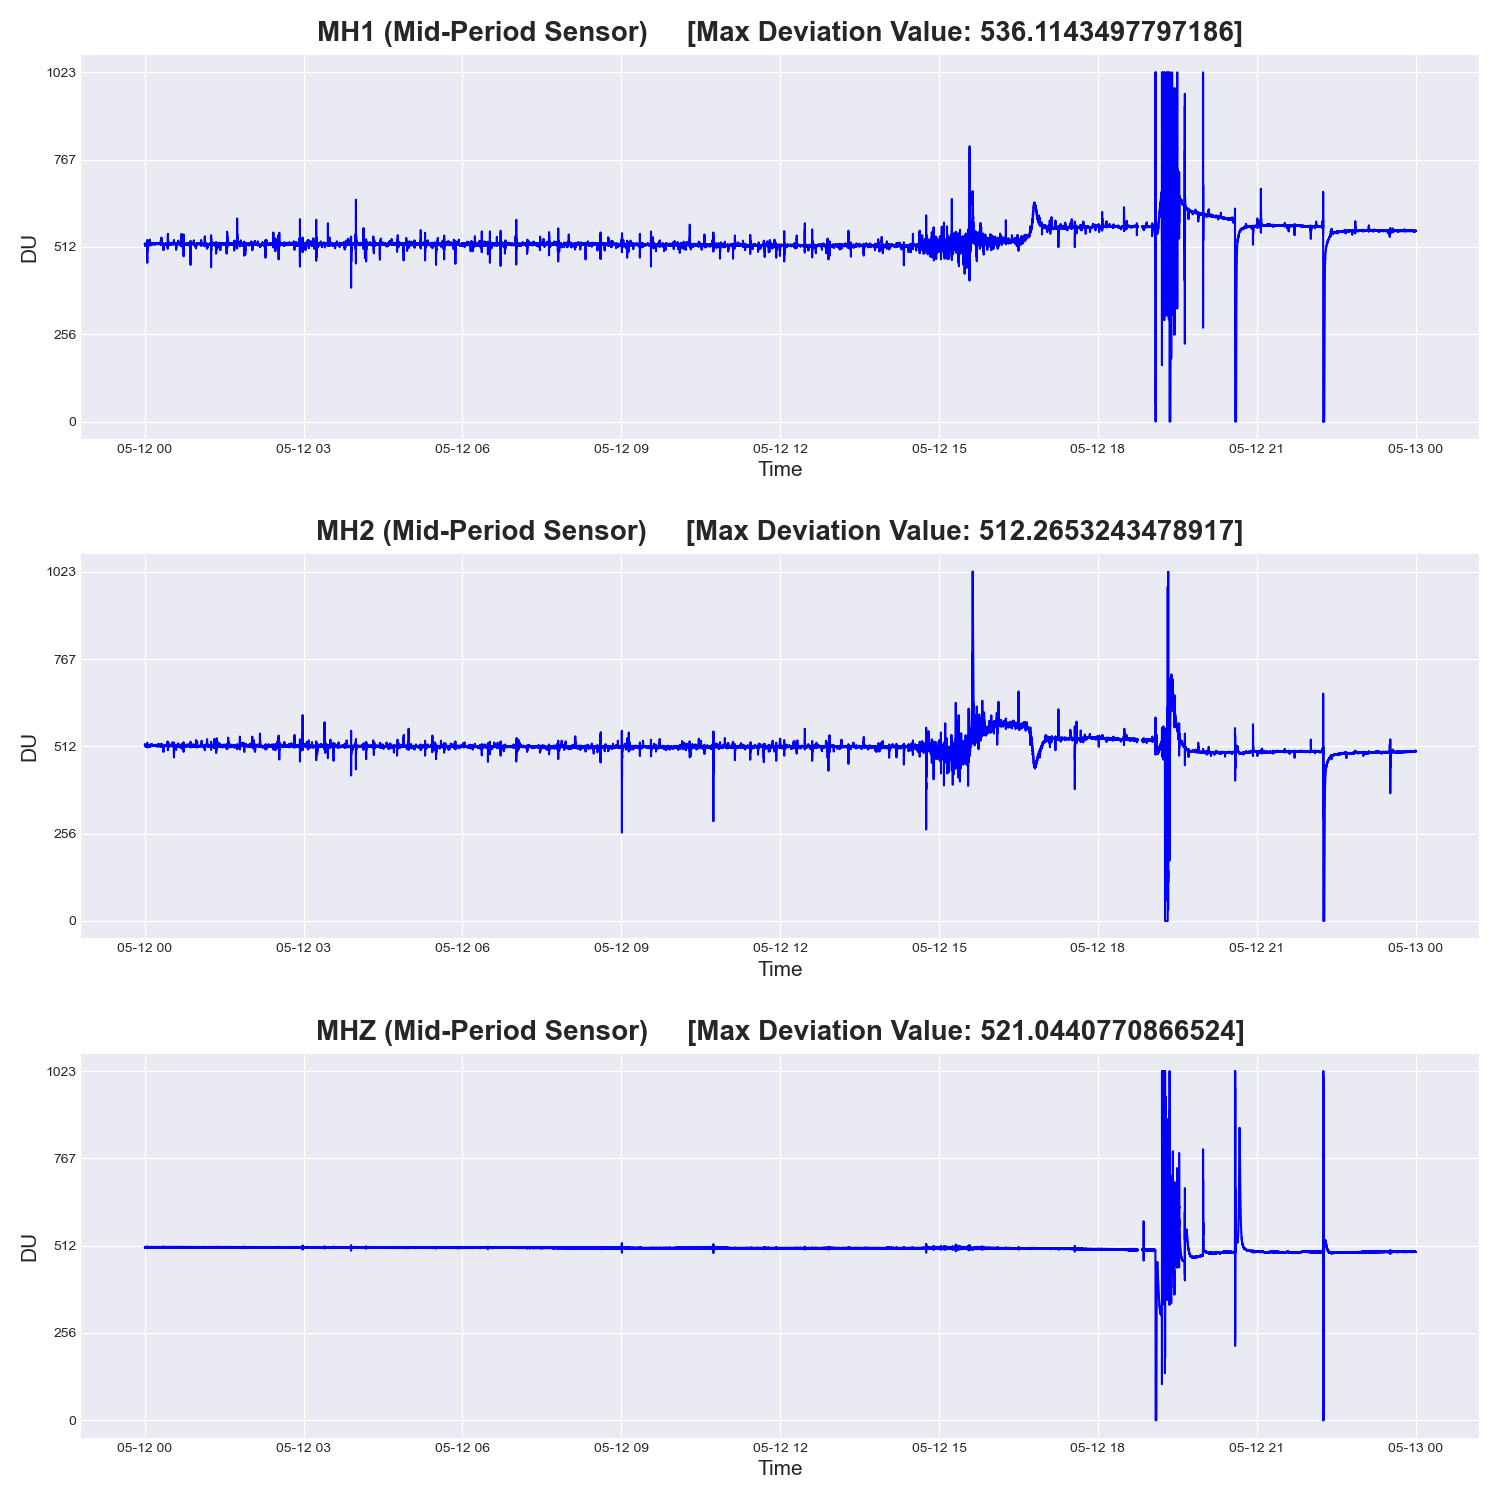 MH1 (Mid-Period Sensor) [Max Deviation Value: 536.1143497797186]
1023
767
512
256
0
DU
05-12 00 05-12 03 05-12 06 05-12 09 05-12 12 05-12 15 05-12 18 05-12 21 05-13 00
Time
MH2 (Mid-Period Sensor) [Max Deviation Value: 512.2653243478917]
1023
767
512
256
0
DU
05-12 00 05-12 03 05-12 06 05-12 09 05-12 12 05-12 15 05-12 18 05-12 21 05-13 00
Time
MHZ (Mid-Period Sensor) [Max Deviation Value: 521.0440770866524]
1023
767
512
256
0
DU
05-12 00 05-12 03 05-12 06 05-12 09 05-12 12 05-12 15 05-12 18 05-12 21 05-13 00
Time